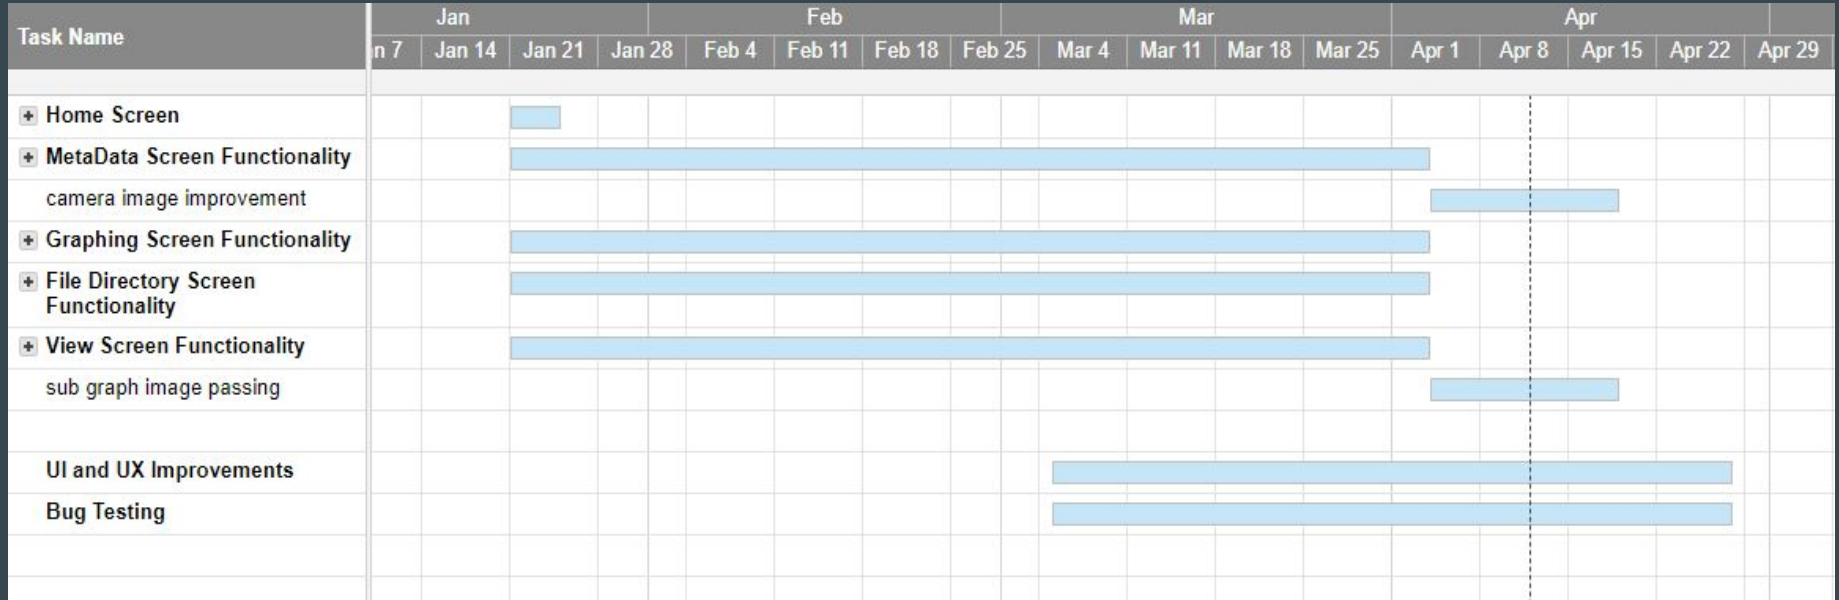 Task Name
Jan Feb Mar Apr
n 7 Jan 14 Jan 21 Jan 28 Feb 4 Feb 11 Feb 18 Feb 25 Mar 4 Mar 11 Mar 18 Mar 25 Apr 1 Apr 8 Apr 15 Apr 22 Apr 29
Home Screen
MetaData Screen Functionality
camera image improvement
Graphing Screen Functionality
File Directory Screen
Functionality
View Screen Functionality
sub graph image passing
UI and UX Improvements
Bug Testing